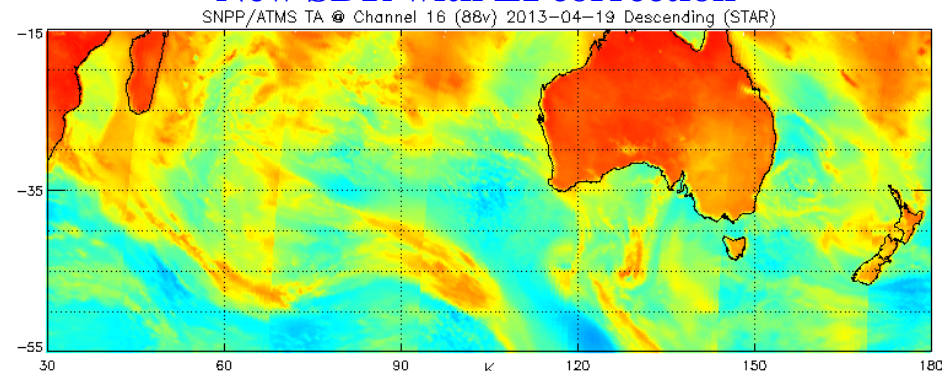 SNPP/ATMS TA @ Channel 16 (88v) 2013-04-19 Descending (STAR)
-15
-35
-55
30 60 90 120 150 180
K